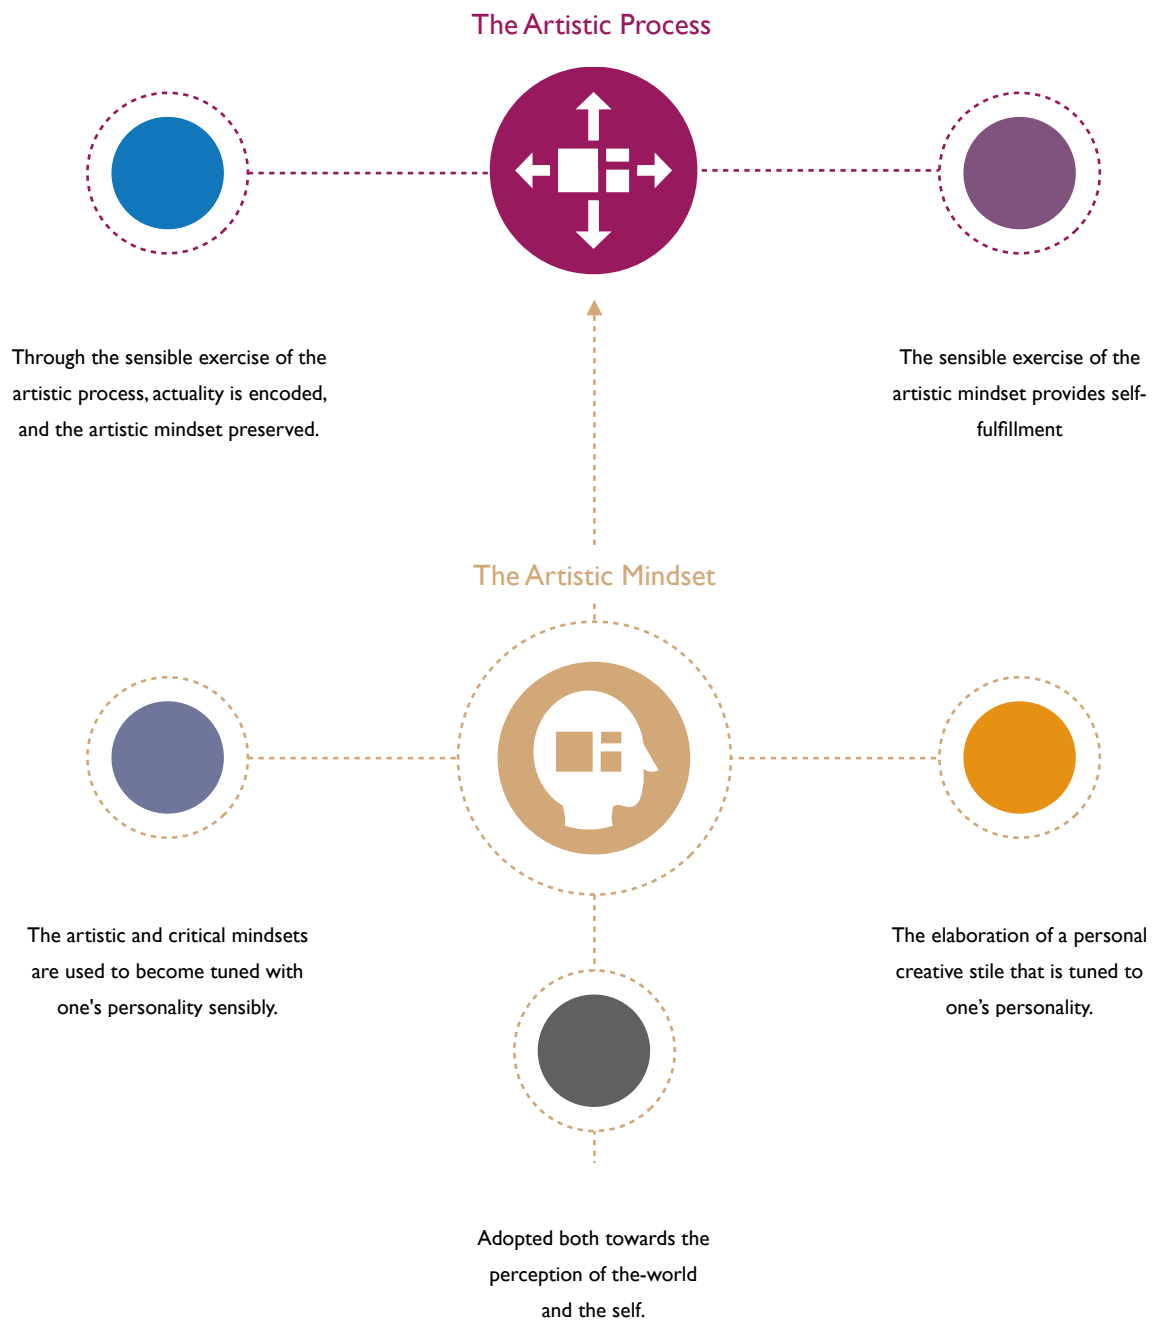 The Artistic Process
Through the sensible exercise of the
artistic process, actuality is encoded,
and the artistic mindset preserved.
The sensible exercise of the
artistic mindset provides self-
fulfillment
The Artistic Mindset
The artistic and critical mindsets
are used to become tuned with
one's personality sensibly.
The elaboration of a personal
creative stile that is tuned to
one’s personality.
Adopted both towards the
perception of the-world
and the self.